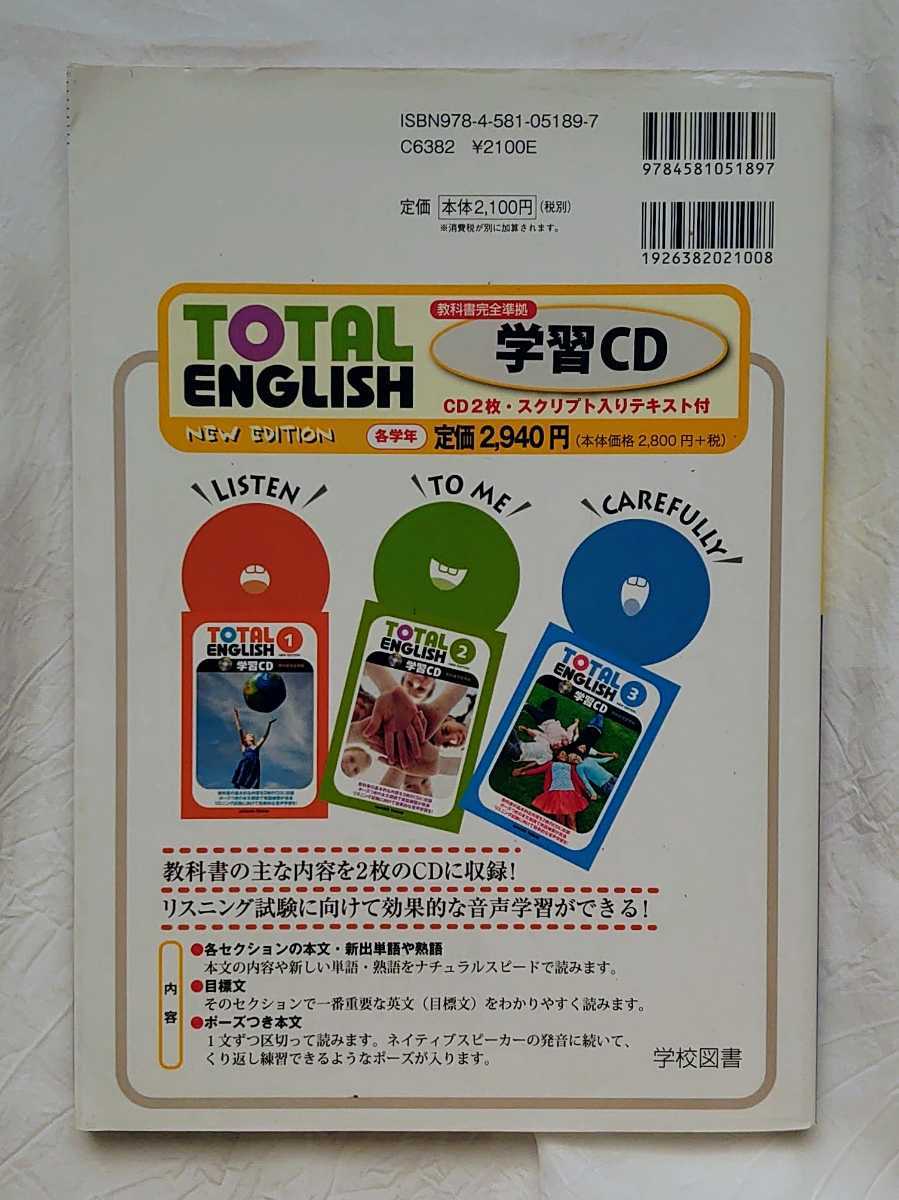 ISBN978-4-581-05189-7
C6382 ¥2100E
9784581051897
定価 本体2,100円 (税別)
※消費税が別に加算されます。
1926382021008
TOTAL
ENGLISH
NEW EDITION
教科書完全準拠
学習CD
CD2枚・スクリプト入りテキスト付
各学年 定価2,940円(本体価格2,800円+税)
LISTEN
TO ME
CAREFULLY
TOTAL
ENGLISH 1
学習CD
TOTAL
ENGLISH 2
学習CD
TOTAL
ENGLISH 3
学習CD
教科書の主な内容を2枚のCDに収録!
リスニング試験に向けて効果的な音声学習ができる!
内容
●各セクションの本文・新出単語や熟語
本文の内容や新しい単語・熟語をナチュラルスピードで読みます。
●目標文
そのセクションで一番重要な英文(目標文)をわかりやすく読みます。
●ポーズつき本文
1文ずつ区切って読みます。ネイティブスピーカーの発音に続いて、
くり返し練習できるようなポーズが入ります。
学校図書